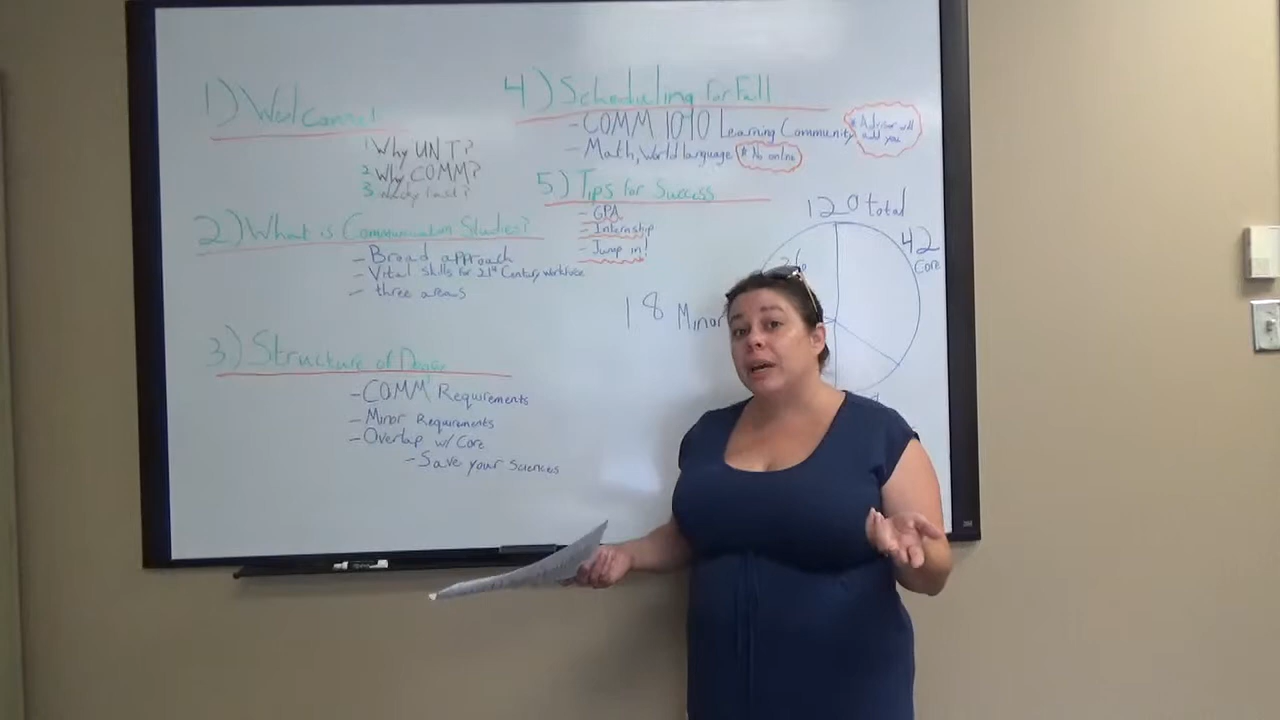 1) Welcome!
1 Why UNT?
2 Why COMM?
3
2) What is Communication Studies?
- Broad approach
- Vital skills for 21st Century workforce
- three areas
3) Structure of Degree
- COMM Requirements
- Minor Requirements
- Overlap w/ Core
- Save your Sciences
4) Scheduling for Fall
- COMM 1010 Learning Community
* Advisor will add you
- Math, World language * No online
5) Tips for Success
- GPA
- Internship
- Jump in!
120 total
42
Core
18 Minor